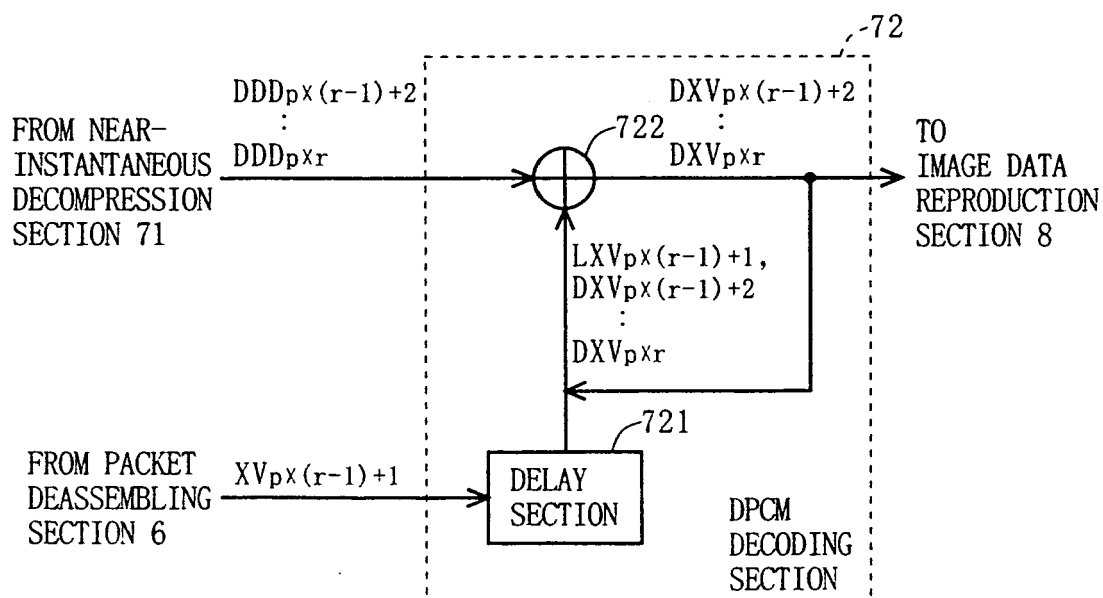 72
DDDp×(r-1)+2
⋮
DDDp×r
DXVp×(r-1)+2
⋮
DXVp×r
722
FROM NEAR-
INSTANTANEOUS
DECOMPRESSION
SECTION 71
TO
IMAGE DATA
REPRODUCTION
SECTION 8
LXVp×(r-1)+1,
DXVp×(r-1)+2
⋮
DXVp×r
721
FROM PACKET
DEASSEMBLING
SECTION 6
XVp×(r-1)+1
DELAY
SECTION
DPCM
DECODING
SECTION